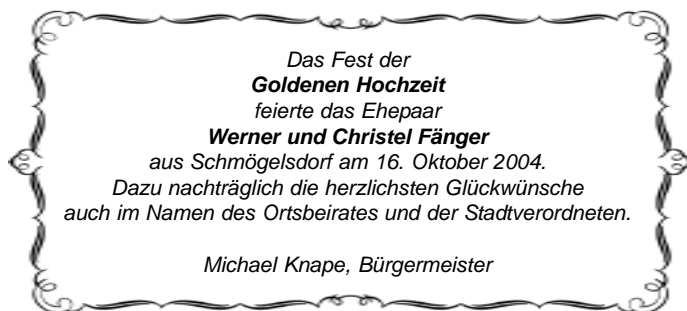 Das Fest der
Goldenen Hochzeit
feierte das Ehepaar
Werner und Christel Fänger
aus Schmögelsdorf am 16. Oktober 2004.
Dazu nachträglich die herzlichsten Glückwünsche
auch im Namen des Ortsbeirates und der Stadtverordneten.
Michael Knape, Bürgermeister